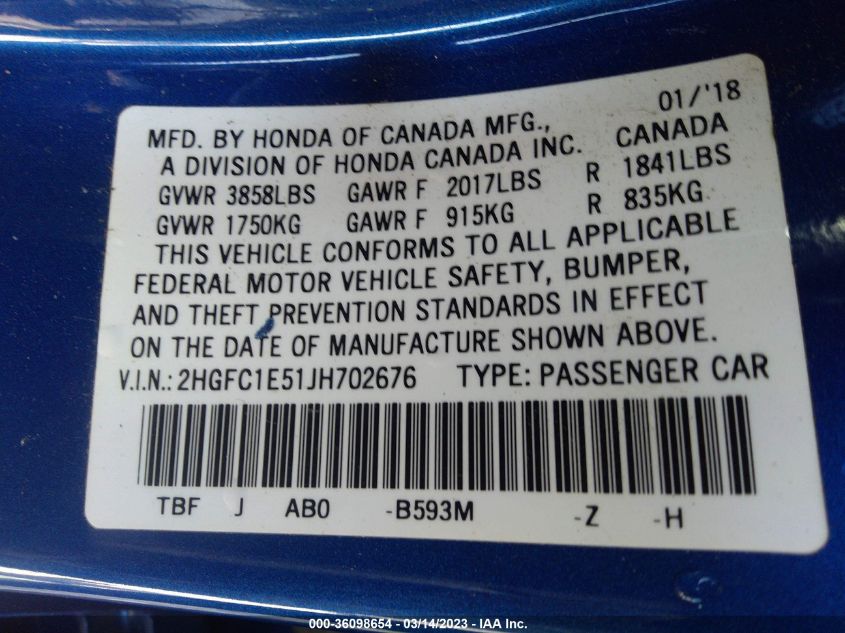 01/'18
MFD. BY HONDA OF CANADA MFG., CANADA
A DIVISION OF HONDA CANADA INC.
GVWR 3858LBS GAWR F 2017LBS R 1841LBS
GVWR 1750KG GAWR F 915KG R 835KG
THIS VEHICLE CONFORMS TO ALL APPLICABLE
FEDERAL MOTOR VEHICLE SAFETY, BUMPER,
AND THEFT PREVENTION STANDARDS IN EFFECT
ON THE DATE OF MANUFACTURE SHOWN ABOVE.
V.I.N.: 2HGFC1E51JH702676 TYPE: PASSENGER CAR
TBF J AB0 -B593M -Z -H
000-36098654 - 03/14/2023 - IAA Inc.